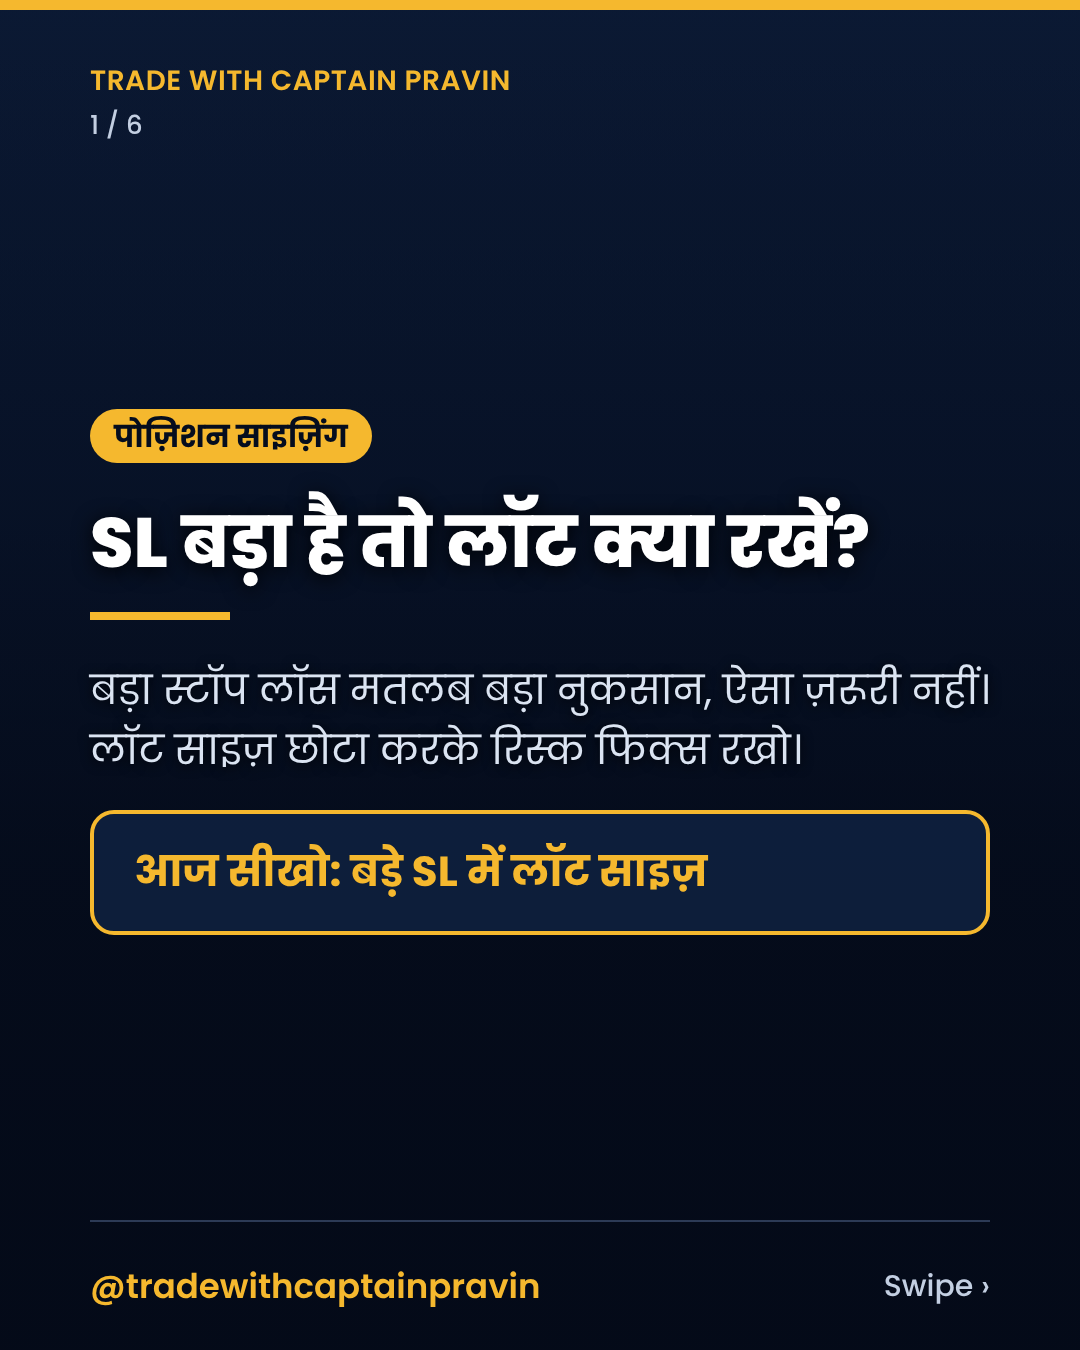 TRADE WITH CAPTAIN PRAVIN
1 / 6
पोज़िशन साइज़िंग
SL बड़ा है तो लॉट क्या रखें?
बड़ा स्टॉप लॉस मतलब बड़ा नुकसान, ऐसा ज़रूरी नहीं।
लॉट साइज़ छोटा करके रिस्क फिक्स रखो।
आज सीखो: बड़े SL में लॉट साइज़
@tradewithcaptainpravin
Swipe ›